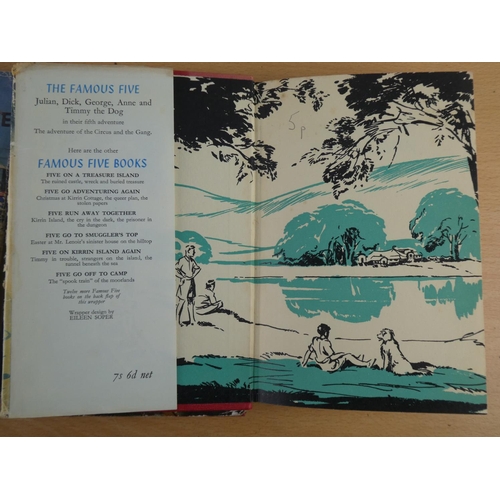 THE FAMOUS FIVE
Julian, Dick, George, Anne and
Timmy the Dog
in their fifth adventure
The adventure of the Circus and the Gang.
Here are the other
FAMOUS FIVE BOOKS
FIVE ON A TREASURE ISLAND
The ruined castle, wreck and buried treasure
FIVE GO ADVENTURING AGAIN
Christmas at Kirrin Cottage, the queer plan, the
stolen papers
FIVE RUN AWAY TOGETHER
Kirrin Island, the cry in the dark, the prisoner in
the dungeon
FIVE GO TO SMUGGLER'S TOP
Events at Mr. Lenoir's sinister house on the hilltop
FIVE ON KIRRIN ISLAND AGAIN
Timmy in trouble, strangers on the island, the
tunnel beneath the sea
FIVE GO OFF TO CAMP
The "spook train" of the moorlands
Twelve more Famous Five
books on the back flap of
this wrapper
Wrapper design by
EILEEN SOPER
7s 6d net
5p